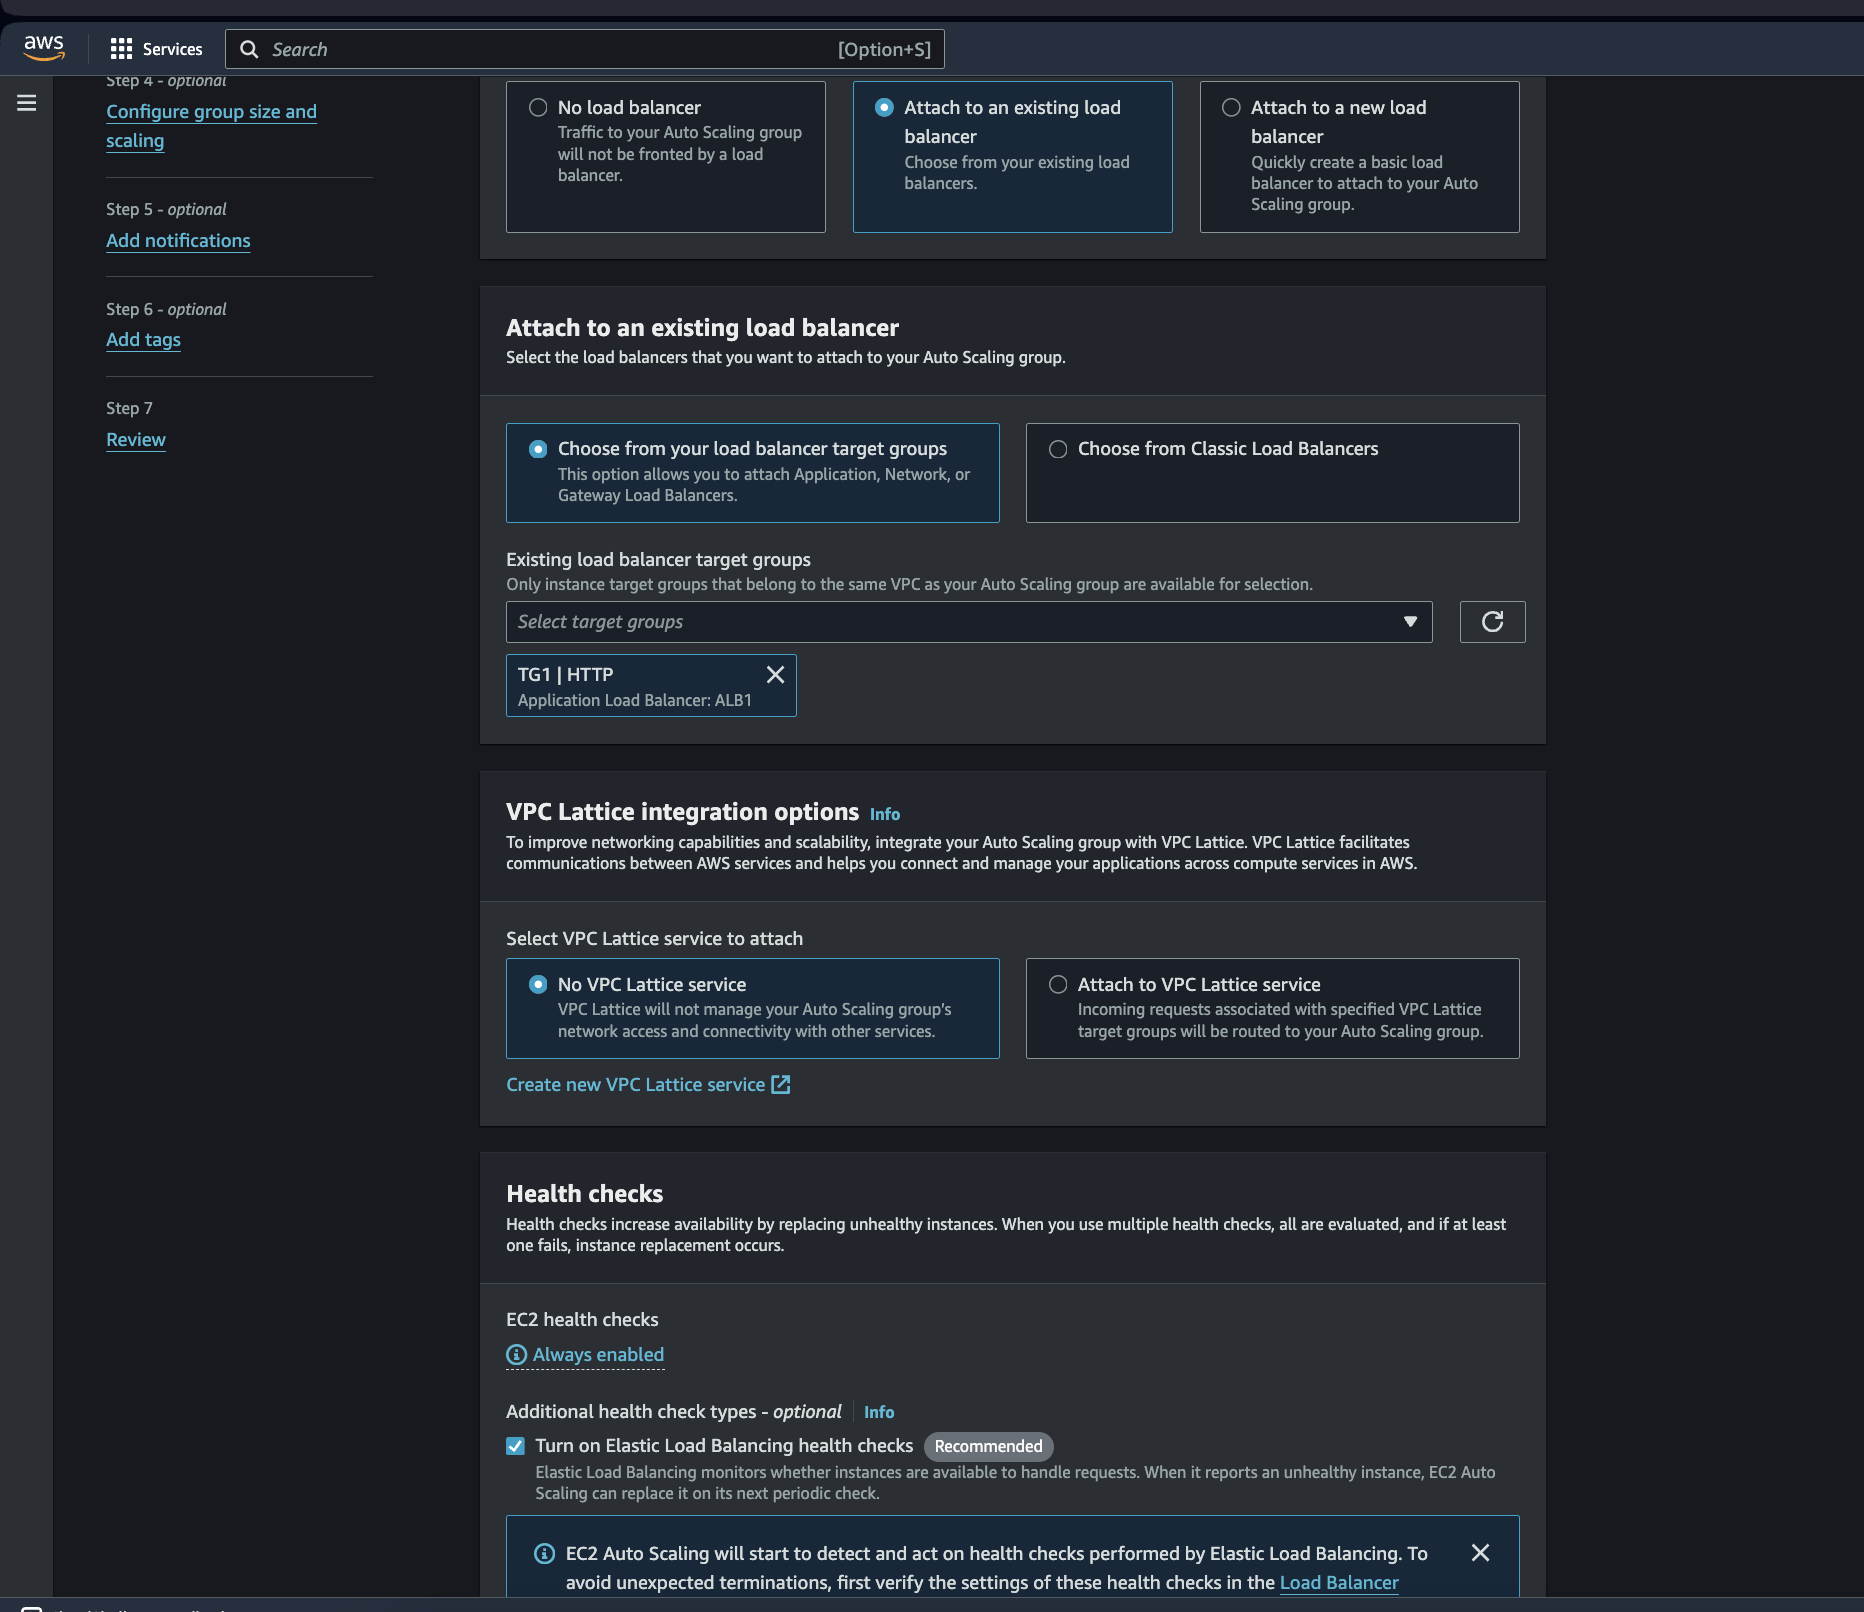 aws
Services
Search
[Option+S]
Step 4 - optional
Configure group size and
scaling
Step 5 - optional
Add notifications
Step 6 - optional
Add tags
Step 7
Review
No load balancer
Traffic to your Auto Scaling group
will not be fronted by a load
balancer.
Attach to an existing load
balancer
Choose from your existing load
balancers.
Attach to a new load
balancer
Quickly create a basic load
balancer to attach to your Auto
Scaling group.
Attach to an existing load balancer
Select the load balancers that you want to attach to your Auto Scaling group.
Choose from your load balancer target groups
This option allows you to attach Application, Network, or
Gateway Load Balancers.
Choose from Classic Load Balancers
Existing load balancer target groups
Only instance target groups that belong to the same VPC as your Auto Scaling group are available for selection.
Select target groups
TG1 | HTTP
Application Load Balancer: ALB1
VPC Lattice integration options Info
To improve networking capabilities and scalability, integrate your Auto Scaling group with VPC Lattice. VPC Lattice facilitates
communications between AWS services and helps you connect and manage your applications across compute services in AWS.
Select VPC Lattice service to attach
No VPC Lattice service
VPC Lattice will not manage your Auto Scaling group's
network access and connectivity with other services.
Attach to VPC Lattice service
Incoming requests associated with specified VPC Lattice
target groups will be routed to your Auto Scaling group.
Create new VPC Lattice service
Health checks
Health checks increase availability by replacing unhealthy instances. When you use multiple health checks, all are evaluated, and if at least
one fails, instance replacement occurs.
EC2 health checks
Always enabled
Additional health check types - optional Info
Turn on Elastic Load Balancing health checks Recommended
Elastic Load Balancing monitors whether instances are available to handle requests. When it reports an unhealthy instance, EC2 Auto
Scaling can replace it on its next periodic check.
EC2 Auto Scaling will start to detect and act on health checks performed by Elastic Load Balancing. To
avoid unexpected terminations, first verify the settings of these health checks in the Load Balancer